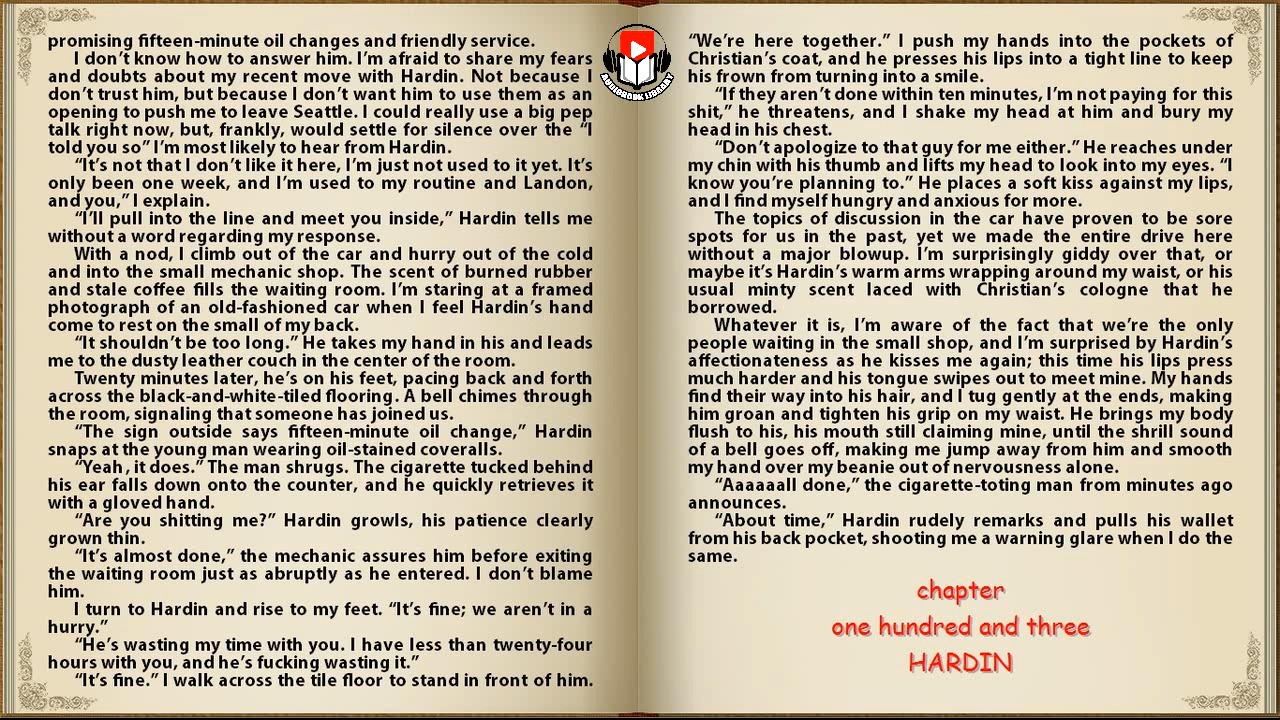 promising fifteen-minute oil changes and friendly service.
I don’t know how to answer him. I’m afraid to share my fears
and doubts about my recent move with Hardin. Not because I
don’t trust him, but because I don’t want him to use them as an
opening to push me to leave Seattle. I could really use a big pep
talk right now, but, frankly, would settle for silence over the “I
told you so” I’m most likely to hear from Hardin.
“It’s not that I don’t like it here, I’m just not used to it yet. It’s
only been one week, and I’m used to my routine and Landon,
and you,” I explain.
“I’ll pull into the line and meet you inside,” Hardin tells me
without a word regarding my response.
With a nod, I climb out of the car and hurry out of the cold
and into the small mechanic shop. The scent of burned rubber
and stale coffee fills the waiting room. I’m staring at a framed
photograph of an old-fashioned car when I feel Hardin’s hand
come to rest on the small of my back.
“It shouldn’t be too long.” He takes my hand in his and leads
me to the dusty leather couch in the center of the room.
Twenty minutes later, he’s on his feet, pacing back and forth
across the black-and-white-tiled flooring. A bell chimes through
the room, signaling that someone has joined us.
“The sign outside says fifteen-minute oil change,” Hardin
snaps at the young man wearing oil-stained coveralls.
“Yeah, it does.” The man shrugs. The cigarette tucked behind
his ear falls down onto the counter, and he quickly retrieves it
with a gloved hand.
“Are you shitting me?” Hardin growls, his patience clearly
grown thin.
“It’s almost done,” the mechanic assures him before exiting
the waiting room just as abruptly as he entered. I don’t blame
him.
I turn to Hardin and rise to my feet. “It’s fine; we aren’t in a
hurry.”
“He’s wasting my time with you. I have less than twenty-four
hours with you, and he’s fucking wasting it.”
“It’s fine.” I walk across the tile floor to stand in front of him.
AUDIOBOOK LIBRARY
“We’re here together.” I push my hands into the pockets of
Christian’s coat, and he presses his lips into a tight line to keep
his frown from turning into a smile.
“If they aren’t done within ten minutes, I’m not paying for this
shit,” he threatens, and I shake my head at him and bury my
head in his chest.
“Don’t apologize to that guy for me either.” He reaches under
my chin with his thumb and lifts my head to look into my eyes. “I
know you’re planning to.” He places a soft kiss against my lips,
and I find myself hungry and anxious for more.
The topics of discussion in the car have proven to be sore
spots for us in the past, yet we made the entire drive here
without a major blowup. I’m surprisingly giddy over that, or
maybe it’s Hardin’s warm arms wrapping around my waist, or his
usual minty scent laced with Christian’s cologne that he
borrowed.
Whatever it is, I’m aware of the fact that we’re the only
people waiting in the small shop, and I’m surprised by Hardin’s
affectionateness as he kisses me again; this time his lips press
much harder and his tongue swipes out to meet mine. My hands
find their way into his hair, and I tug gently at the ends, making
him groan and tighten his grip on my waist. He brings my body
flush to his, his mouth still claiming mine, until the shrill sound
of a bell goes off, making me jump away from him and smooth
my hand over my beanie out of nervousness alone.
“Aaaaaall done,” the cigarette-toting man from minutes ago
announces.
“About time,” Hardin rudely remarks and pulls his wallet
from his back pocket, shooting me a warning glare when I do the
same.
chapter
one hundred and three
HARDIN